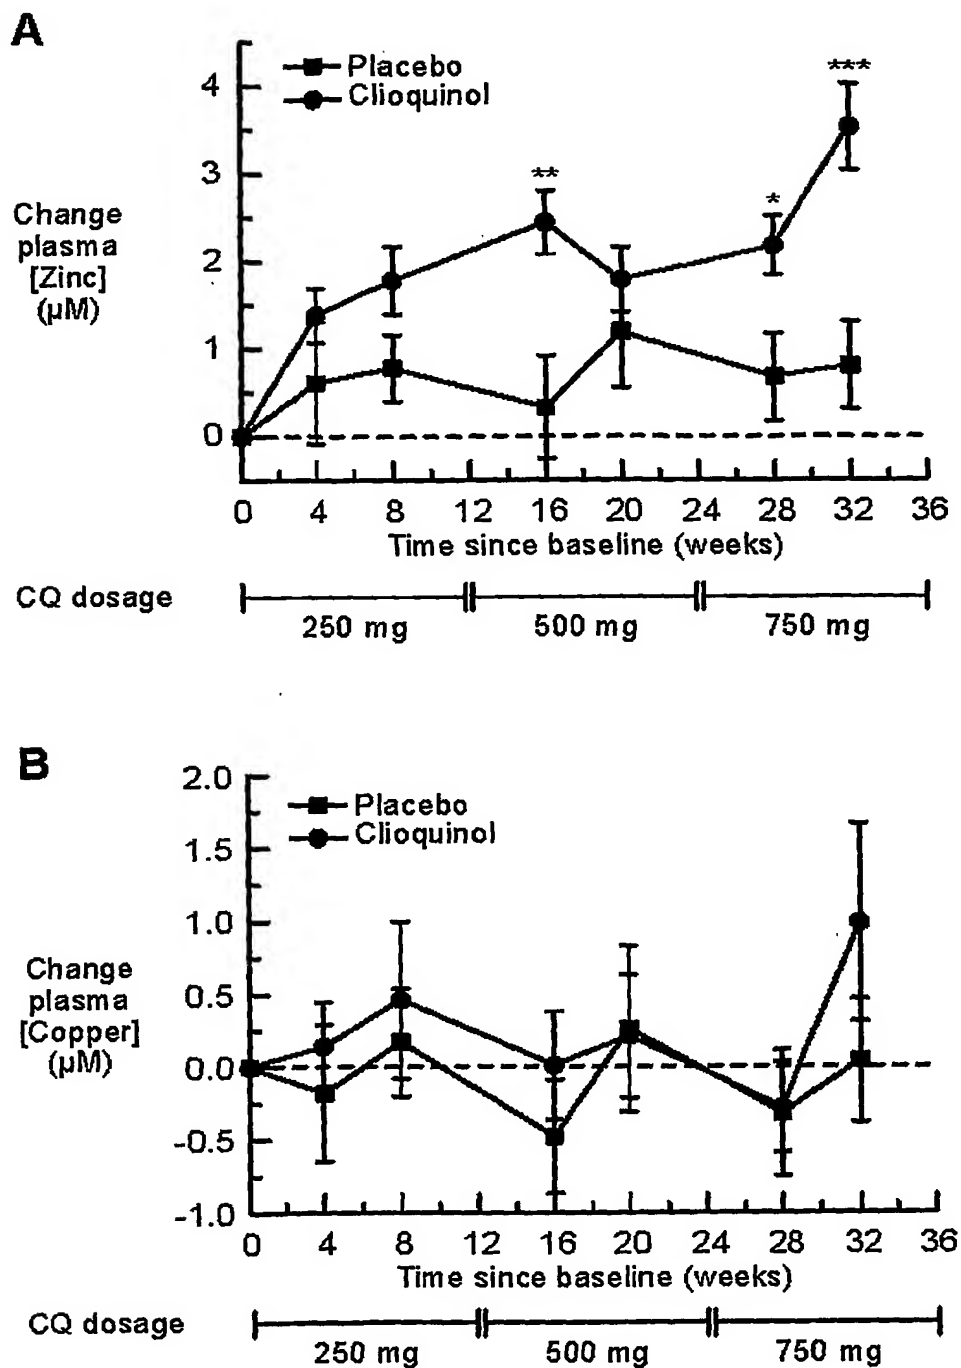 A
Placebo
Clioquinol
4
3
2
1
0
***
**
*
Change
plasma
[Zinc]
(µM)
0 4 8 12 16 20 24 28 32 36
Time since baseline (weeks)
CQ dosage
250 mg 500 mg 750 mg
B
Placebo
Clioquinol
2.0
1.5
1.0
0.5
0.0
-0.5
-1.0
Change
plasma
[Copper]
(µM)
0 4 8 12 16 20 24 28 32 36
Time since baseline (weeks)
CQ dosage
250 mg 500 mg 750 mg